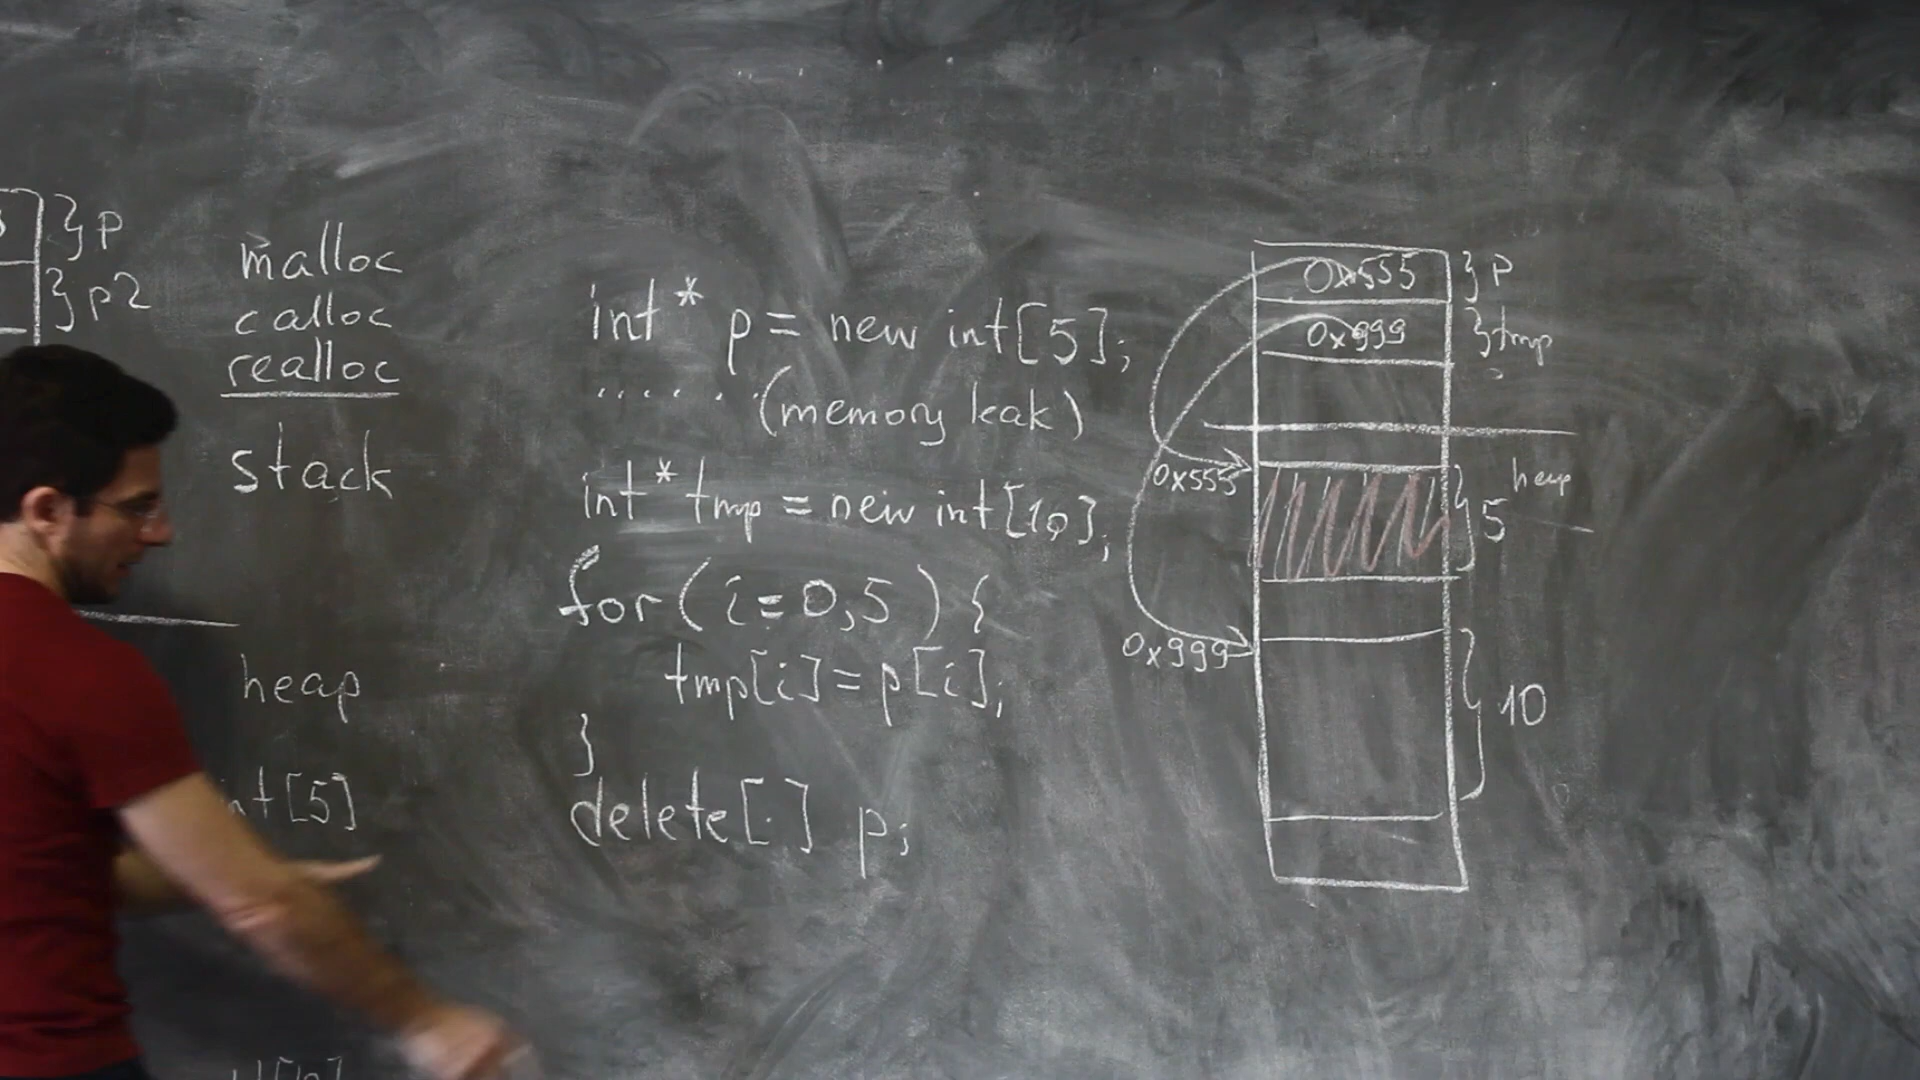 } p
} p2
malloc
calloc
realloc
stack
heap
nt[5]
int* p = new int[5];
...... (memory leak)
int* tmp = new int[10];
for ( i=0,5 ) {
tmp[i]=p[i];
}
delete[] p;
0x555 } p
0x999 } tmp
0x555
heap
} 5
0x999
} 10